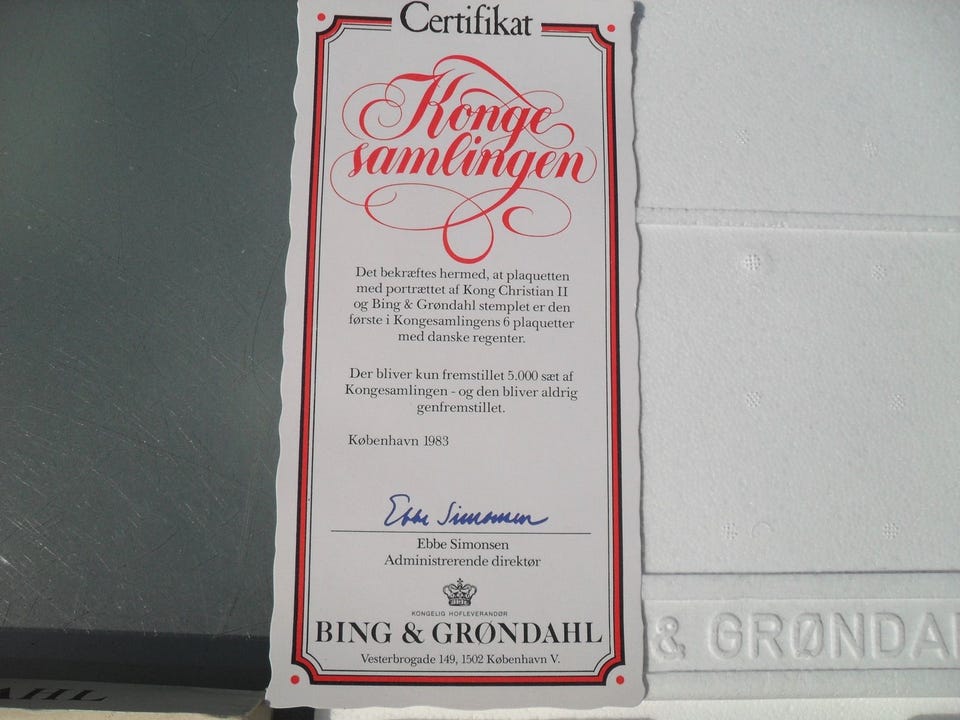 Certifikat
Konge
samlingen
Det bekræftes hermed, at plaquetten
med portrættet af Kong Christian II
og Bing & Grøndahl stemplet er den
første i Kongesamlingens 6 plaquetter
med danske regenter.
Der bliver kun fremstillet 5.000 sæt af
Kongesamlingen - og den bliver aldrig
genfremstillet.
København 1983
Ebbe Simonsen
Ebbe Simonsen
Administrerende direktør
KONGELIG HOFLEVERANDØR
BING & GRØNDAHL
Vesterbrogade 149, 1502 København V.
& GRØNDA
AHL